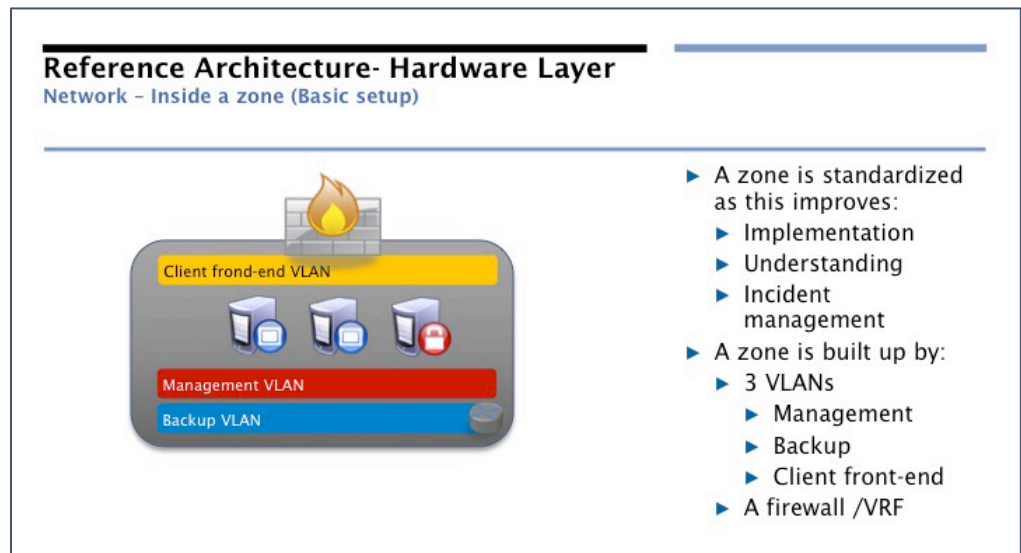 Reference Architecture- Hardware Layer
Network – Inside a zone (Basic setup)
Client frond-end VLAN
Management VLAN
Backup VLAN
► A zone is standardized
as this improves:
► Implementation
► Understanding
► Incident
management
► A zone is built up by:
► 3 VLANs
► Management
► Backup
► Client front-end
► A firewall /VRF